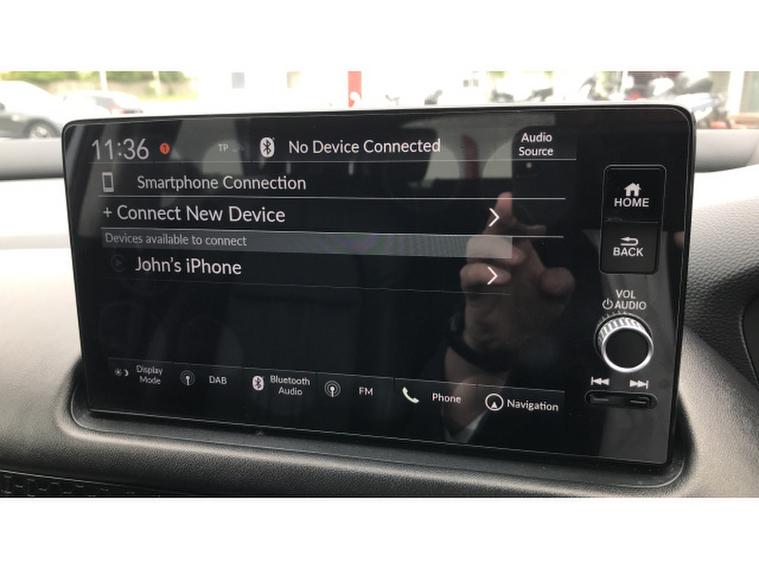 11:36
1
TP
No Device Connected
Audio
Source
Smartphone Connection
+ Connect New Device
Devices available to connect
John's iPhone
HOME
BACK
VOL
AUDIO
Display
Mode
DAB
Bluetooth
Audio
FM
Phone
Navigation